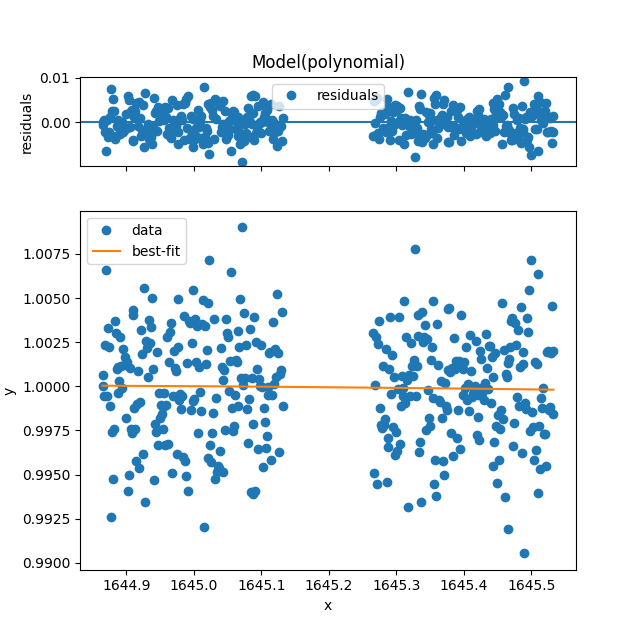 Model(polynomial)
0.01
0.00
residuals
residuals
data
best-fit
1.0075
1.0050
1.0025
1.0000
0.9975
0.9950
0.9925
0.9900
y
1644.9 1645.0 1645.1 1645.2 1645.3 1645.4 1645.5
x